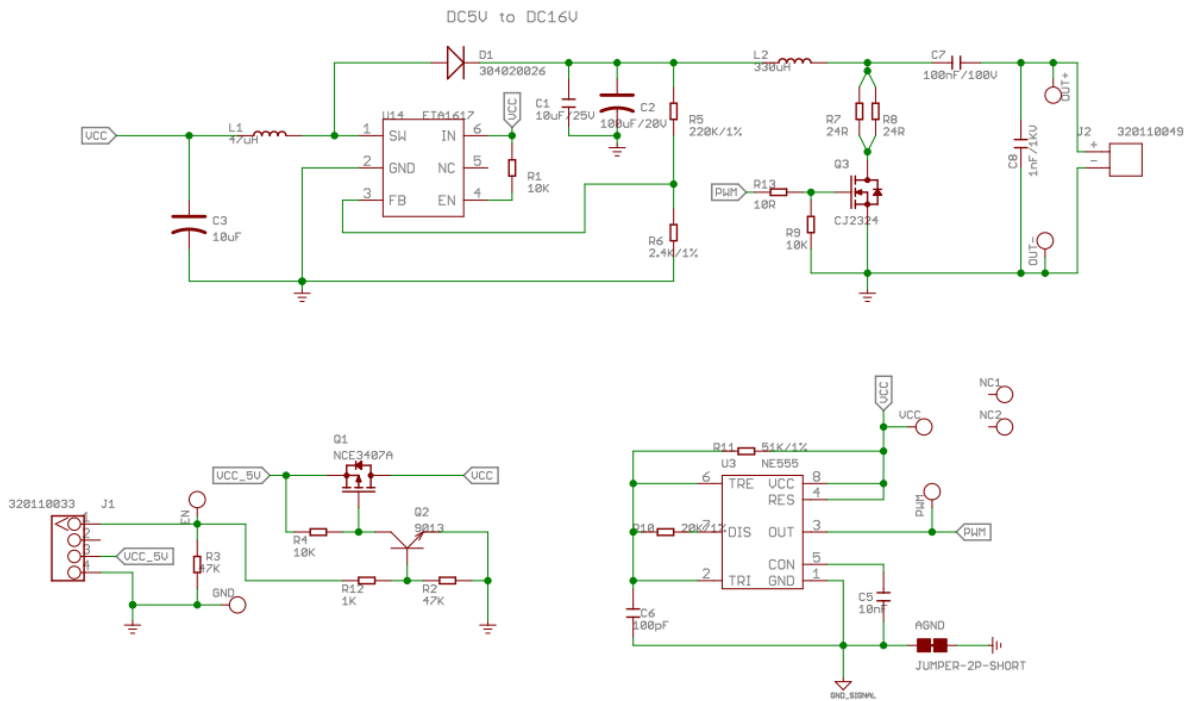 DC5V to DC16V
D1
304020026
L2
330uH
C7
100nF/100V
OUT+
VCC
C1
10uF/25V
C2
100uF/20V
R5
220K/1%
R7
24R
R8
24R
U14 ETA1617
VCC
L1
47uH
1 SW IN 6
2 GND NC 5
3 FB EN 4
R1
10K
C8
1nF/1KV
J2
320110049
+
-
Q3
CJ2324
PWM
R13
10R
R9
10K
C3
10uF
R6
2.4K/1%
OUT-
VCC
VCC
NC1
NC2
Q1
NCE3407A
VCC_5V
VCC
R11 51K/1%
U3 NE555
6 TRE VCC 8
RES 4
R10 20K/1%
7 DIS OUT 3
PWM
PWM
CON 5
2 TRI GND 1
320110033 J1
1
2
3
4
VCC_5V
EN
R3
47K
GND
R4
10K
Q2
9013
R12
1K
R2
47K
C6
100pF
C5
10nF
AGND
JUMPER-2P-SHORT
GND_SIGNAL